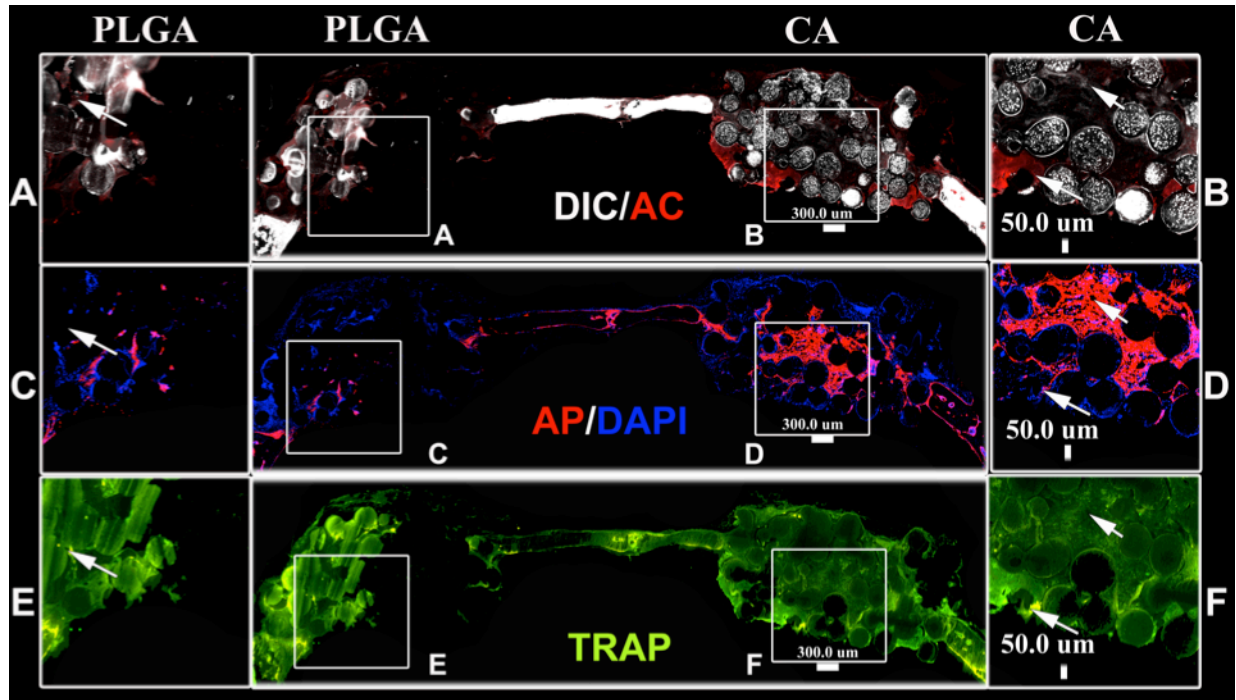 PLGA PLGA CA CA
A B
DIC/AC
A B
300.0 um
50.0 um
C D
AP/DAPI
C D
300.0 um
50.0 um
E F
TRAP
E F
300.0 um
50.0 um